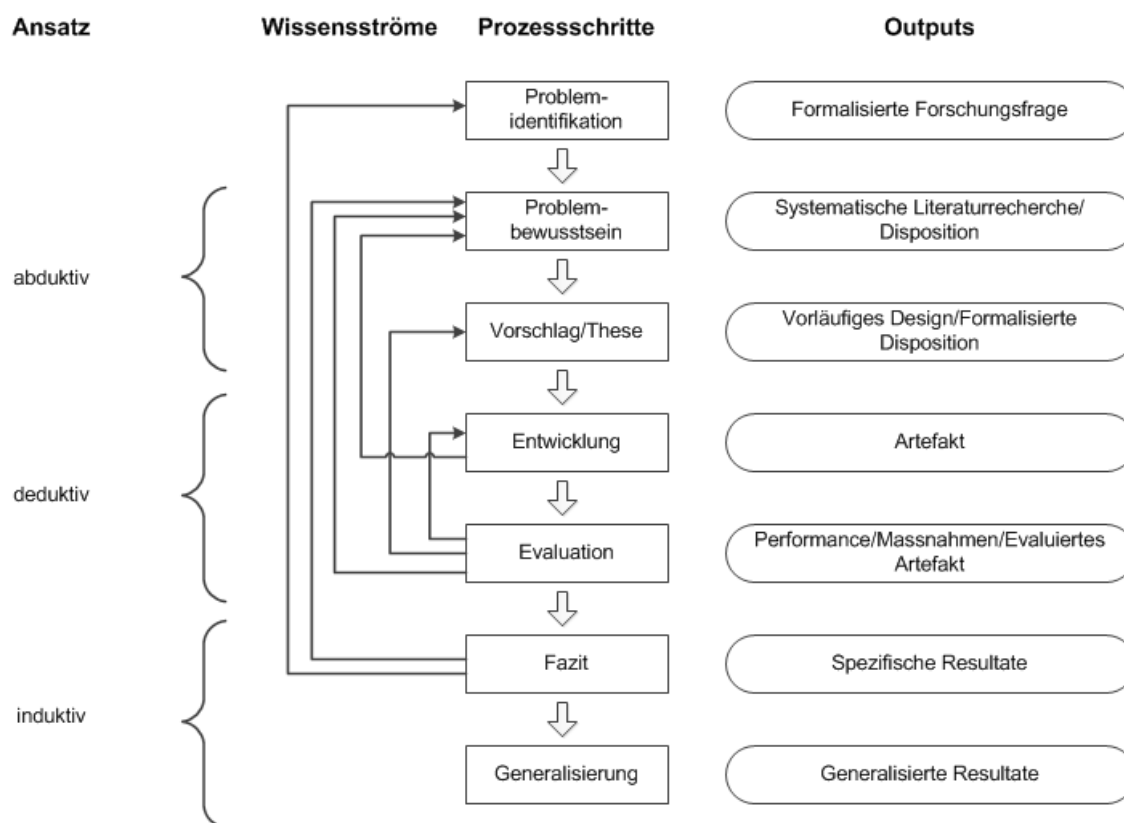 Ansatz
Wissensströme
Prozessschritte
Outputs
Problem-
identifikation
Formalisierte Forschungsfrage
abduktiv
Problem-
bewusstsein
Systematische Literaturrecherche/
Disposition
Vorschlag/These
Vorläufiges Design/Formalisierte
Disposition
deduktiv
Entwicklung
Artefakt
Evaluation
Performance/Massnahmen/Evaluiertes
Artefakt
induktiv
Fazit
Spezifische Resultate
Generalisierung
Generalisierte Resultate